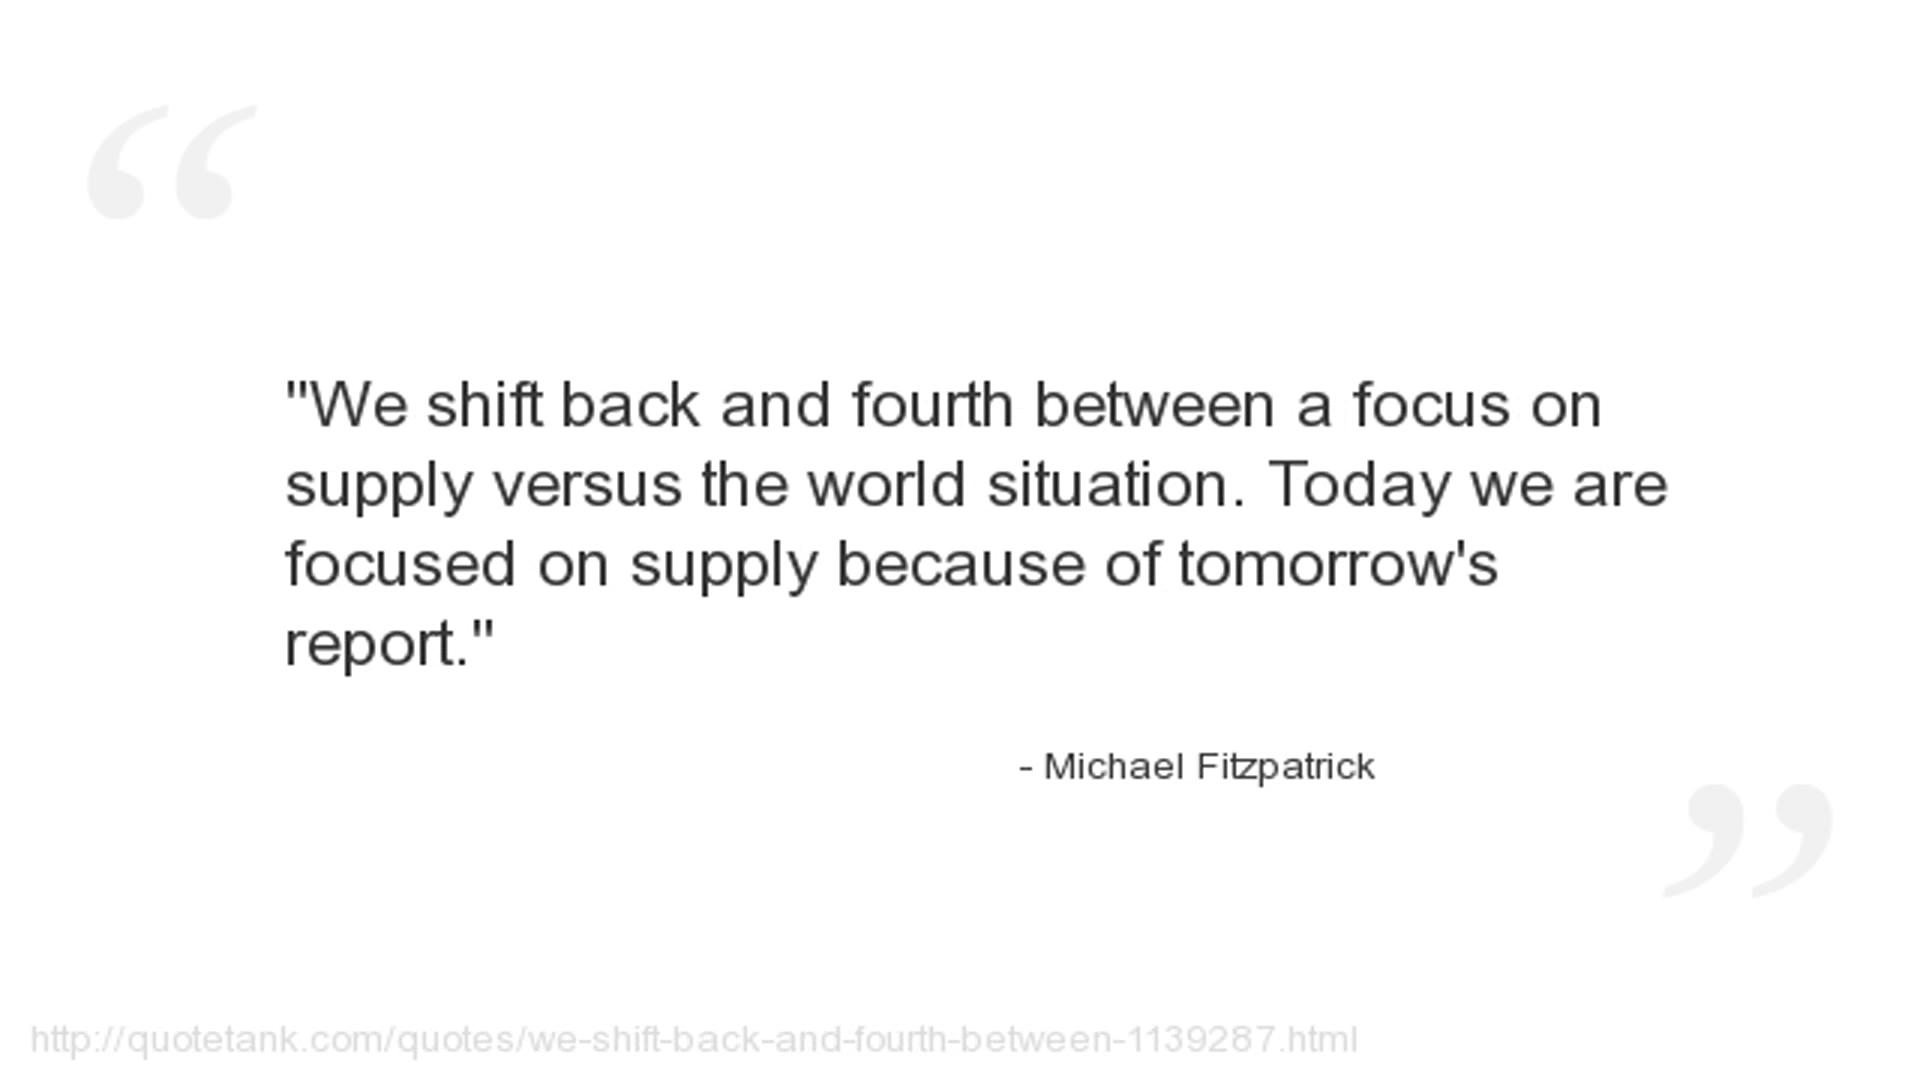 "We shift back and fourth between a focus on
supply versus the world situation. Today we are
focused on supply because of tomorrow's
report."
- Michael Fitzpatrick
http://quotetank.com/quotes/we-shift-back-and-fourth-between-1139287.html